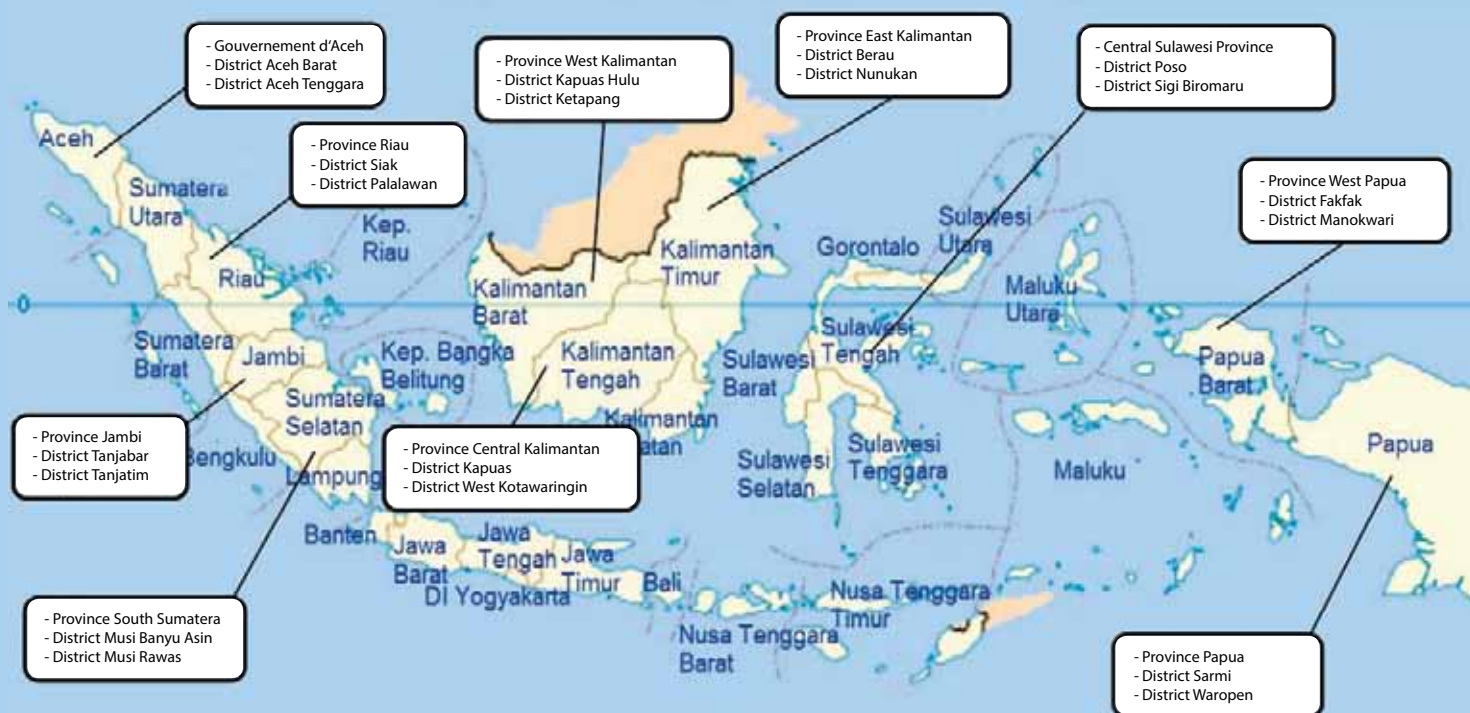 - Gouvernement d'Aceh
- District Aceh Barat
- District Aceh Tenggara
- Province West Kalimantan
- District Kapuas Hulu
- District Ketapang
- Province East Kalimantan
- District Berau
- District Nunukan
- Central Sulawesi Province
- District Poso
- District Sigi Biromaru
- Province Riau
- District Siak
- District Palalawan
- Province West Papua
- District Fakfak
- District Manokwari
Aceh
Sumatera
Utara
Kep.
Riau
Riau
Kalimantan
Timur
Gorontalo
Sulawesi
Utara
Maluku
Utara
0
Kalimantan
Barat
Sumatera
Barat
Jambi
Kep. Bangka
Belitung
Kalimantan
Tengah
Sulawesi
Barat
Sulawesi
Tengah
Papua
Barat
Sumatera
Selatan
Kalimantan
Bengkulu
Lampung
Sulawesi
Selatan
Sulawesi
Tenggara
Maluku
Papua
- Province Jambi
- District Tanjabar
- District Tanjatim
- Province Central Kalimantan
- District Kapuas
- District West Kotawaringin
Banten
Jawa
Barat
Jawa
Tengah
Jawa
Timur
DI Yogyakarta
Bali
Nusa Tenggara
Barat
Nusa Tenggara
Timur
- Province South Sumatera
- District Musi Banyu Asin
- District Musi Rawas
- Province Papua
- District Sarmi
- District Waropen